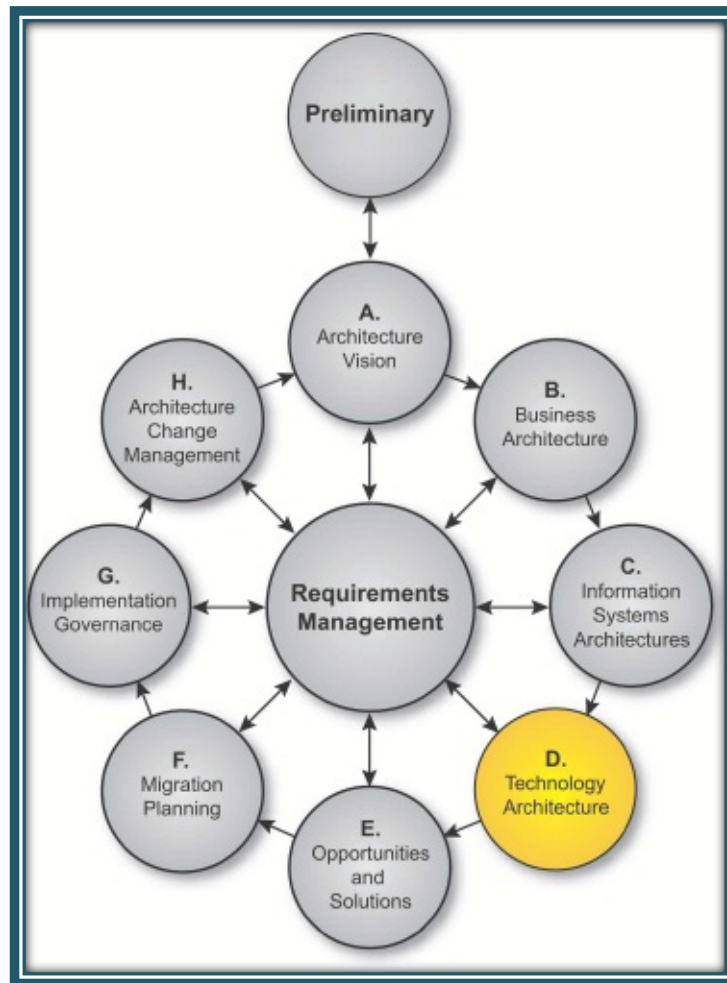 Preliminary
A.
Architecture
Vision
B.
Business
Architecture
C.
Information
Systems
Architectures
D.
Technology
Architecture
E.
Opportunities
and
Solutions
F.
Migration
Planning
G.
Implementation
Governance
H.
Architecture
Change
Management
Requirements
Management